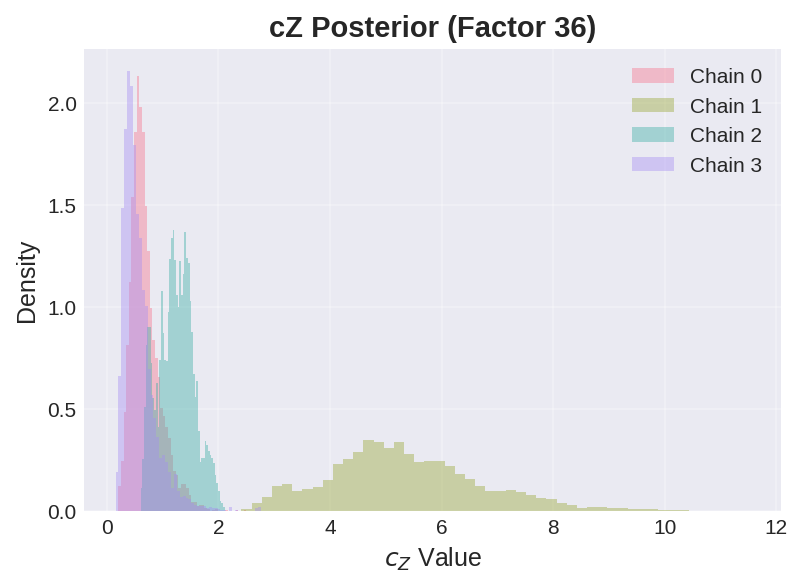 cZ Posterior (Factor 36)
Chain 0
Chain 1
Chain 2
Chain 3
Density
2.0
1.5
1.0
0.5
0.0
0 2 4 6 8 10 12
c_Z Value